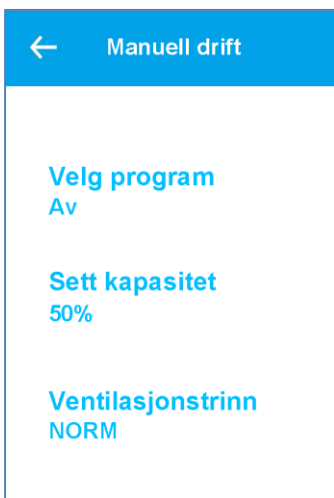 Manuell drift
Velg program
Av
Sett kapasitet
50%
Ventilasjonstrinn
NORM